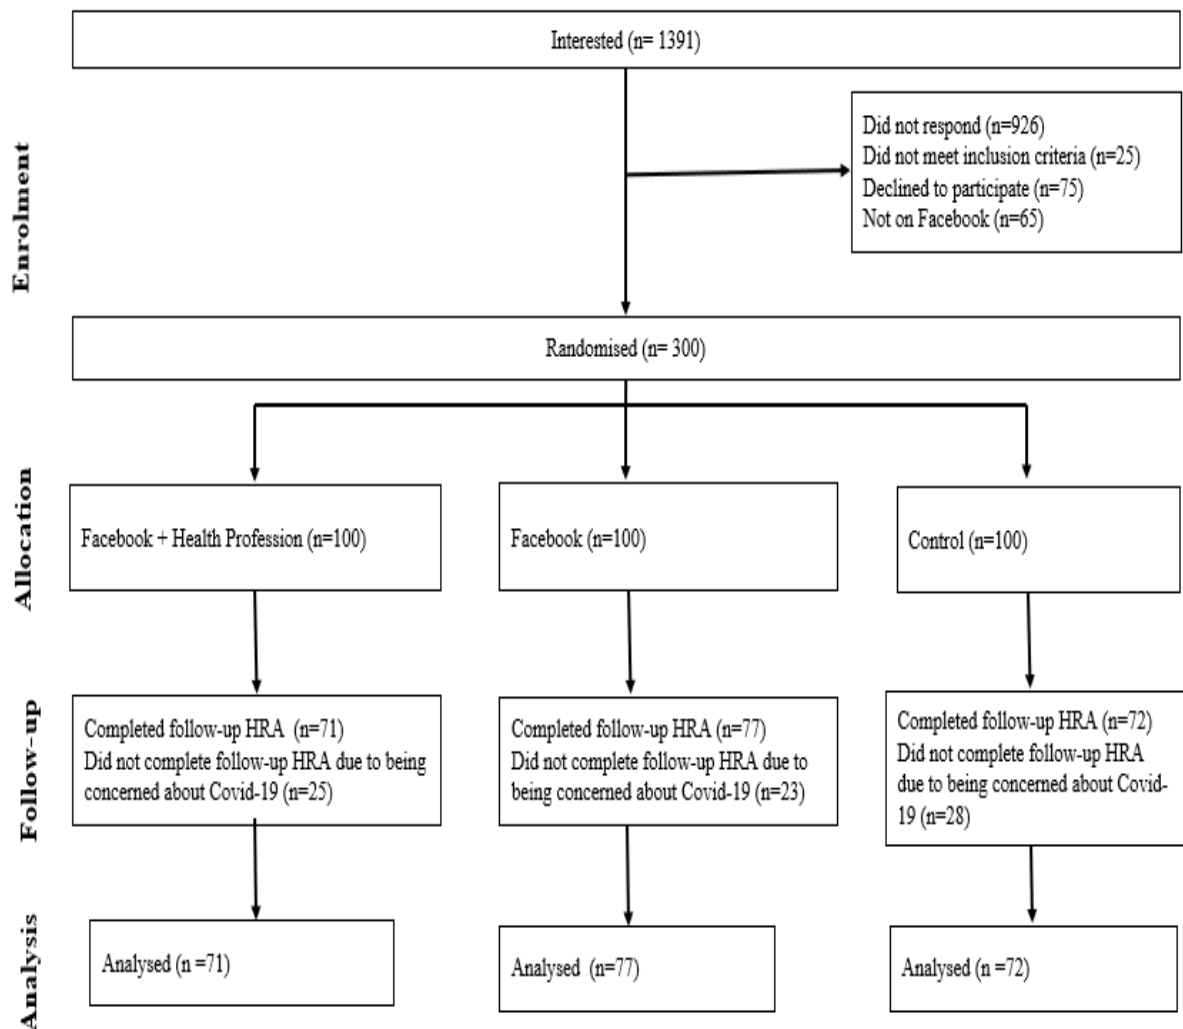 Interested (n= 1391)
Enrolment
Did not respond (n=926)
Did not meet inclusion criteria (n=25)
Declined to participate (n=75)
Not on Facebook (n=65)
Randomised (n= 300)
Allocation
Facebook + Health Profession (n=100)
Facebook (n=100)
Control (n=100)
Follow-up
Completed follow-up HRA (n=71)
Did not complete follow-up HRA due to being
concerned about Covid-19 (n=25)
Completed follow-up HRA (n=77)
Did not complete follow-up HRA due to
being concerned about Covid-19 (n=23)
Completed follow-up HRA (n=72)
Did not complete follow-up HRA
due to being concerned about Covid-
19 (n=28)
Analysis
Analysed (n =71)
Analysed (n=77)
Analysed (n =72)